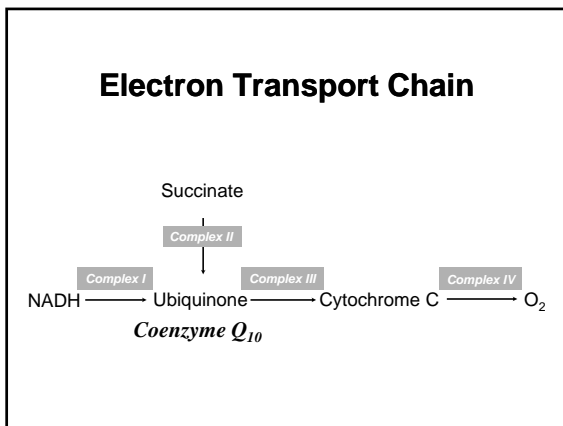 Electron Transport Chain
Succinate
Complex II
Complex I
Complex III
Complex IV
NADH
Ubiquinone
Cytochrome C
O₂
Coenzyme Q₁₀